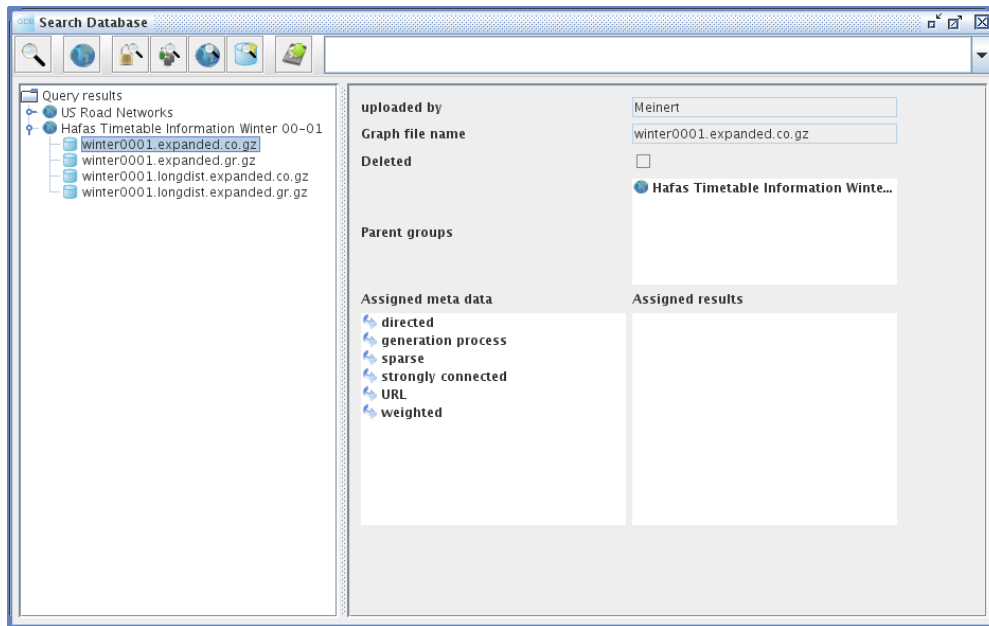 Search Database
Query results
US Road Networks
Hafas Timetable Information Winter 00-01
winter0001.expanded.co.gz
winter0001.expanded.gr.gz
winter0001.longdist.expanded.co.gz
winter0001.longdist.expanded.gr.gz
uploaded by Meinert
Graph file name winter0001.expanded.co.gz
Deleted
Hafas Timetable Information Winte...
Parent groups
Assigned meta data Assigned results
directed
generation process
sparse
strongly connected
URL
weighted